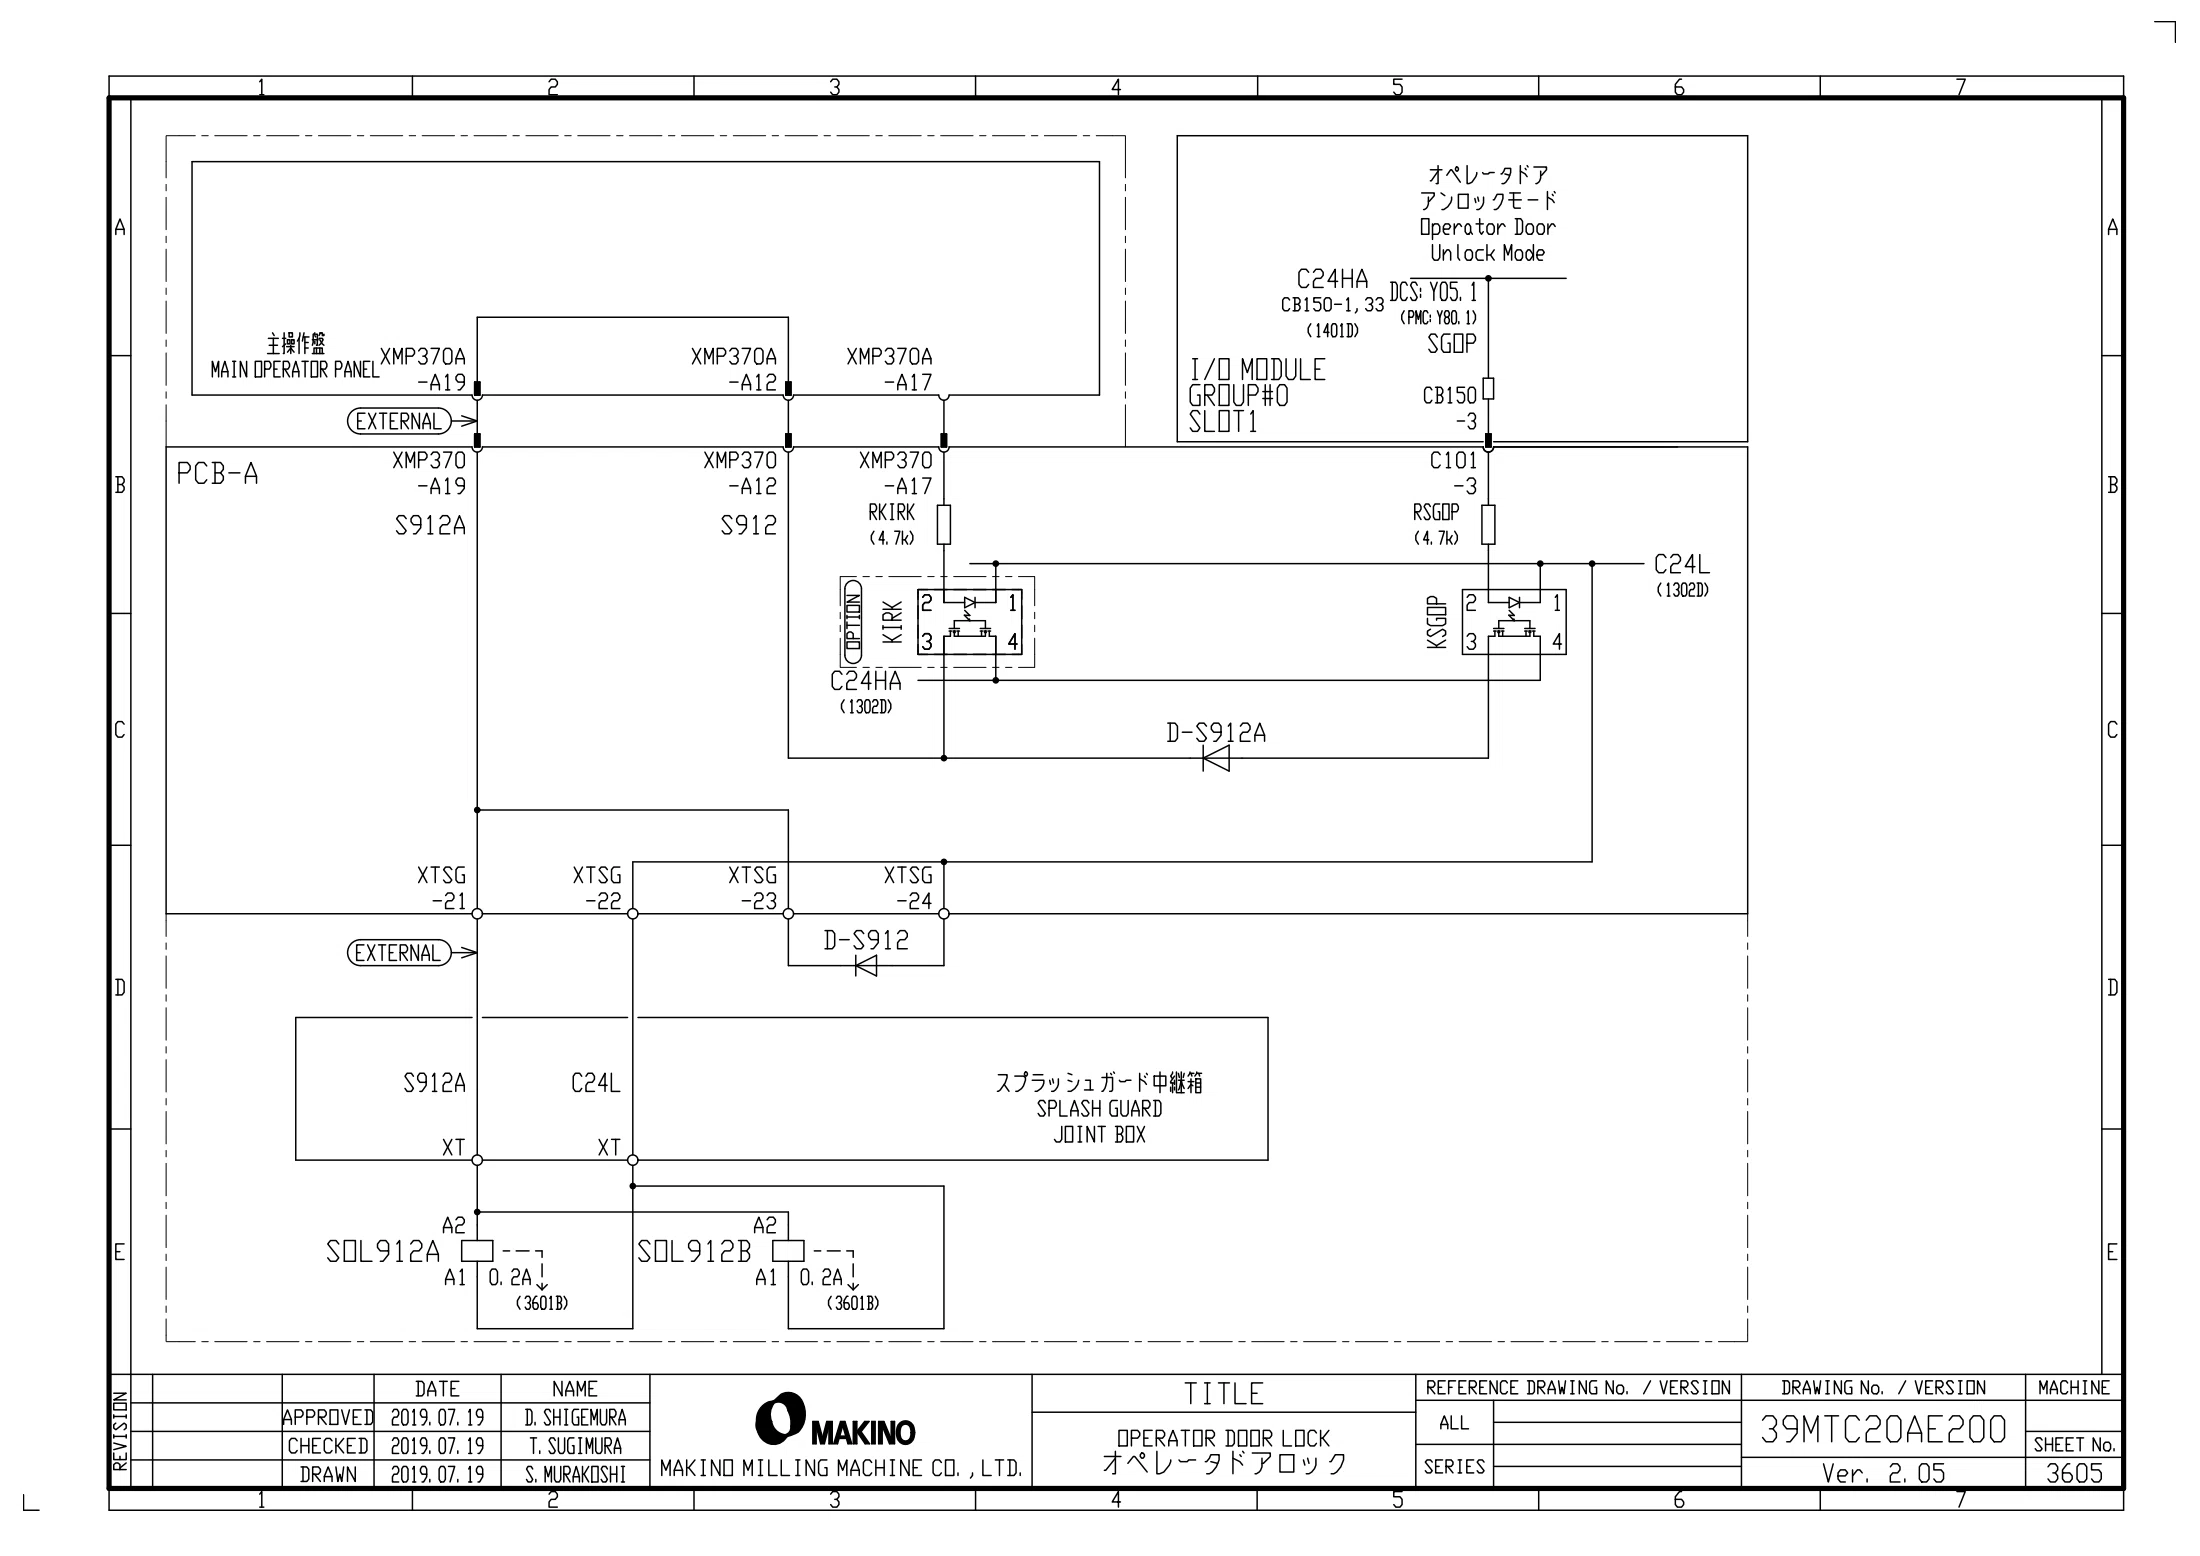 1 2 3 4 5 6 7
A A
B B
C C
D D
E E
オペレータドア
アンロックモード
Operator Door
Unlock Mode
C24HA
CB150-1,33
(1401D)
DCS: Y05.1
(PMC: Y80.1)
SGOP
I/O MODULE
GROUP#0
SLOT1
CB150
-3
主操作盤
MAIN OPERATOR PANEL
XMP370A
-A19
XMP370A
-A12
XMP370A
-A17
EXTERNAL
PCB-A
XMP370
-A19
S912A
XMP370
-A12
S912
XMP370
-A17
RKIRK
(4.7k)
C101
-3
RSGOP
(4.7k)
C24L
(1302D)
OPTION
KIRK
2 1
3 4
KSGOP
2 1
3 4
C24HA
(1302D)
D-S912A
XTSG
-21
XTSG
-22
XTSG
-23
XTSG
-24
EXTERNAL
D-S912
S912A
C24L
スプラッシュガード中継箱
SPLASH GUARD
JOINT BOX
XT
XT
A2
SOL912A
A1
0.2A
(3601B)
A2
SOL912B
A1
0.2A
(3601B)
REVISION
DATE NAME
APPROVED 2019.07.19 D. SHIGEMURA
CHECKED 2019.07.19 T. SUGIMURA
DRAWN 2019.07.19 S. MURAKOSHI
MAKINO
MAKINO MILLING MACHINE CO.,LTD.
TITLE
OPERATOR DOOR LOCK
オペレータドアロック
REFERENCE DRAWING No. / VERSION
ALL
SERIES
DRAWING No. / VERSION
39MTC20AE200
Ver. 2.05
MACHINE
SHEET No.
3605
1 2 3 4 5 6 7